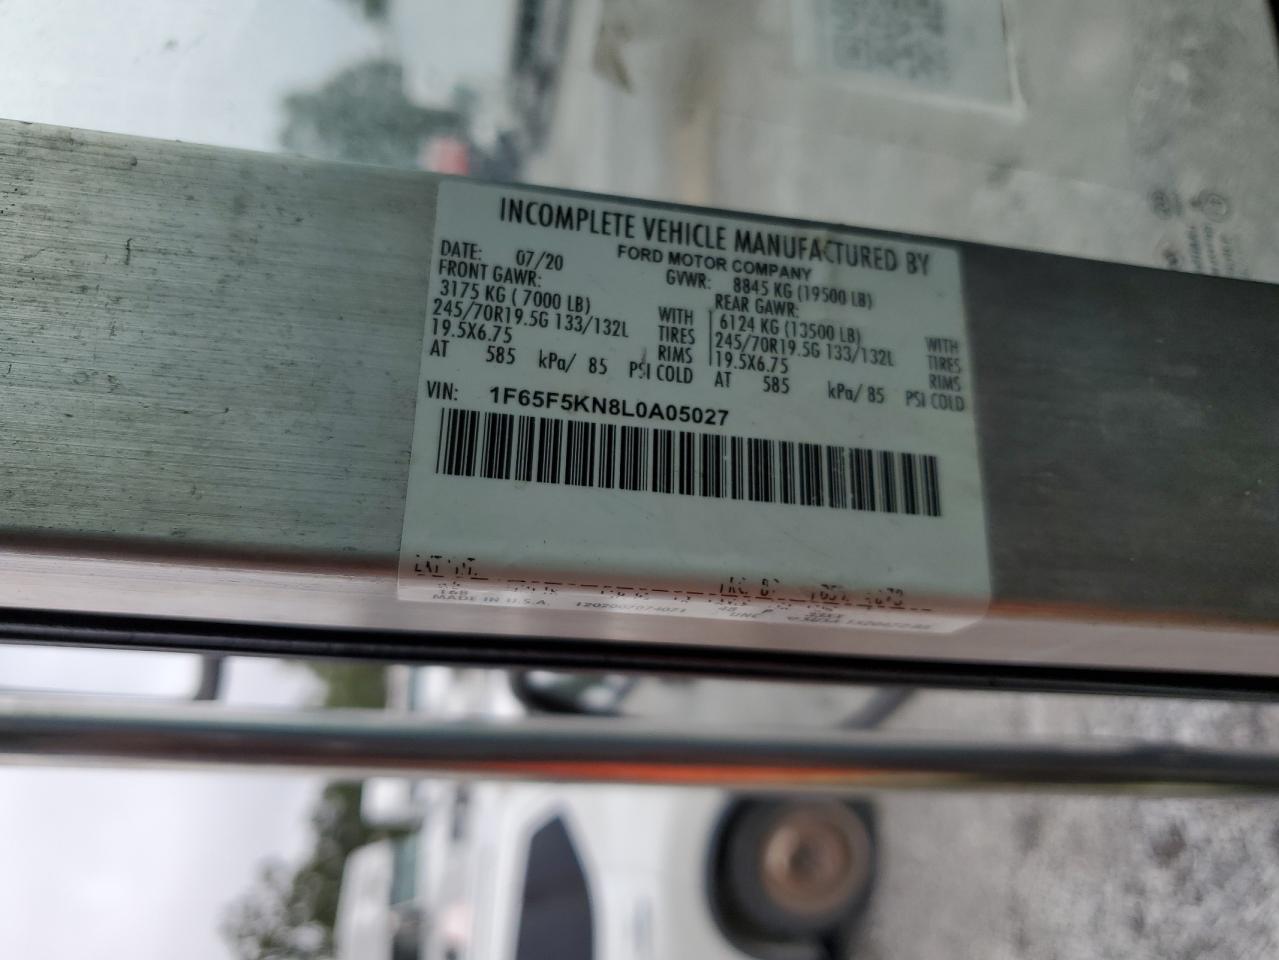 INCOMPLETE VEHICLE MANUFACTURED BY
FORD MOTOR COMPANY
DATE: 07/20 GVWR: 8845 KG (19500 LB)
FRONT GAWR: REAR GAWR:
3175 KG ( 7000 LB) WITH 6124 KG (13500 LB) WITH
245/70R19.5G 133/132L TIRES 245/70R19.5G 133/132L TIRES
19.5X6.75 RIMS 19.5X6.75 RIMS
AT 585 kPa/ 85 PSI COLD AT 585 kPa/ 85 PSI COLD
VIN: 1F65F5KN8L0A05027
168
MADE IN U.S.A.